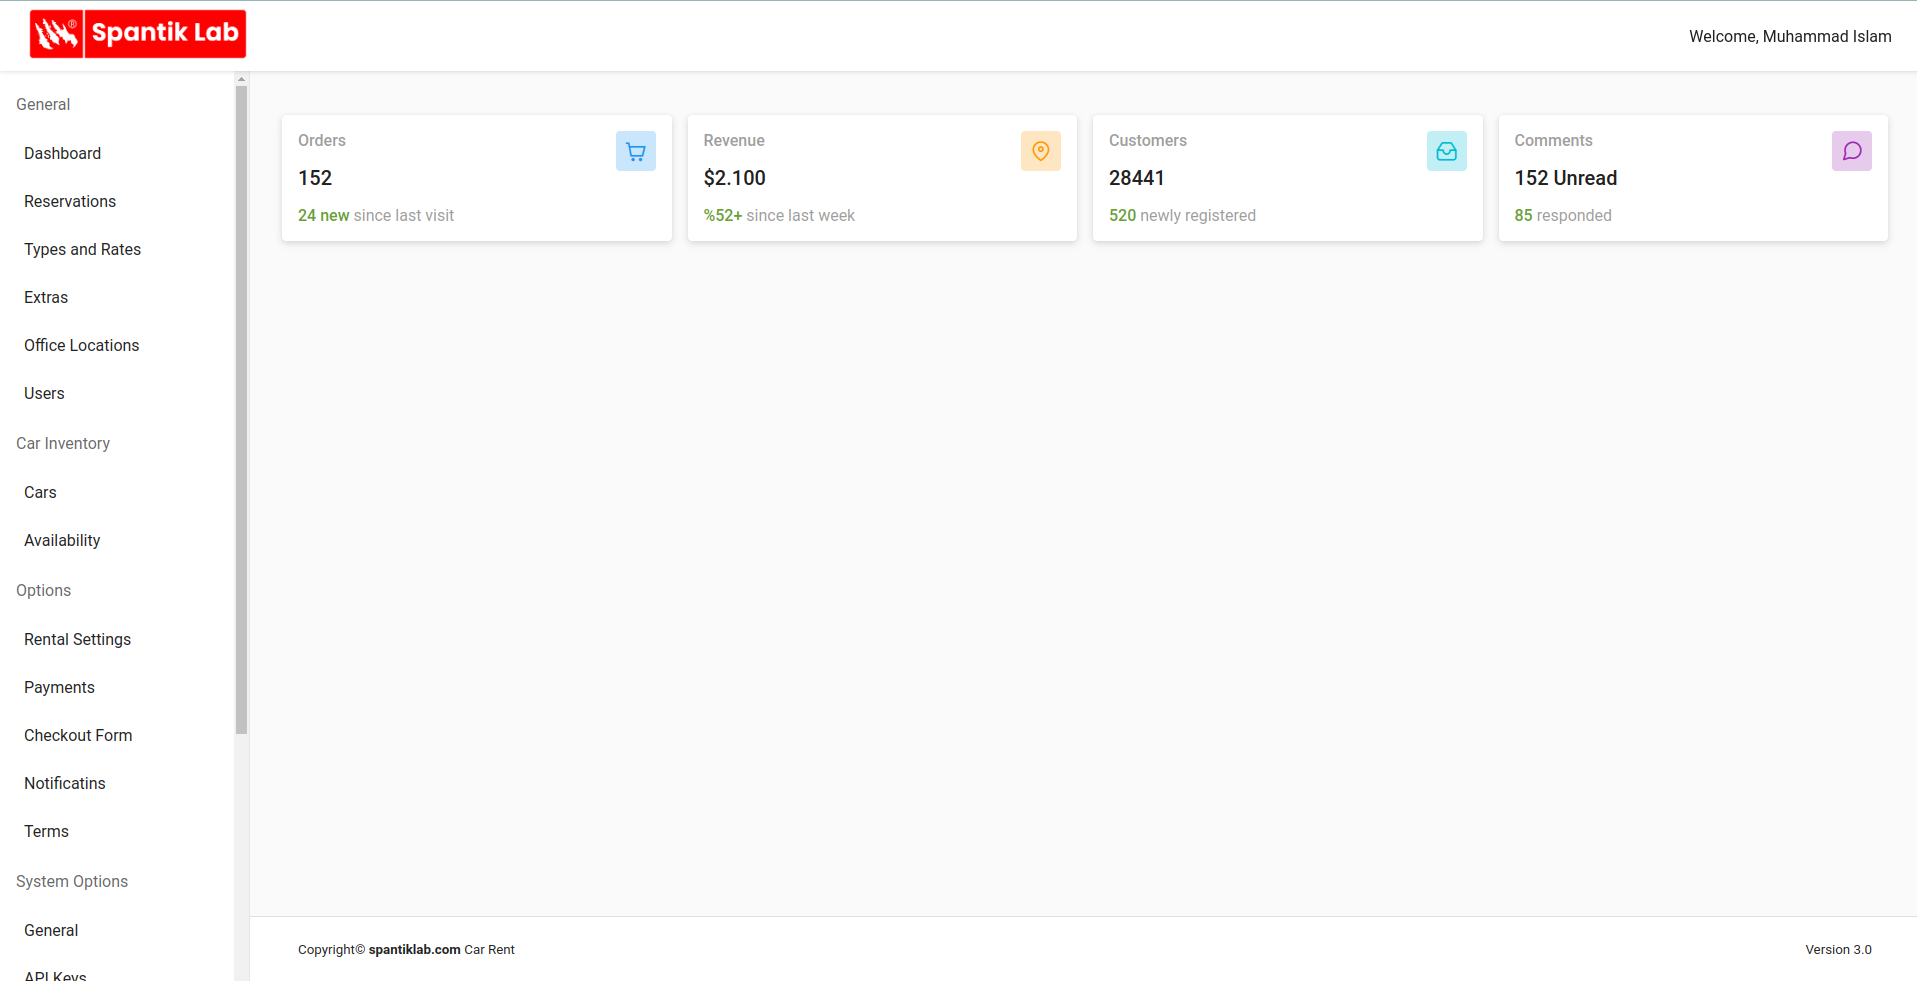 ® Spantik Lab
Welcome, Muhammad Islam
General
Dashboard
Reservations
Types and Rates
Extras
Office Locations
Users
Car Inventory
Cars
Availability
Options
Rental Settings
Payments
Checkout Form
Notificatins
Terms
System Options
General
API Keys
Orders
152
24 new since last visit
Revenue
$2.100
%52+ since last week
Customers
28441
520 newly registered
Comments
152 Unread
85 responded
Copyright© spantiklab.com Car Rent
Version 3.0